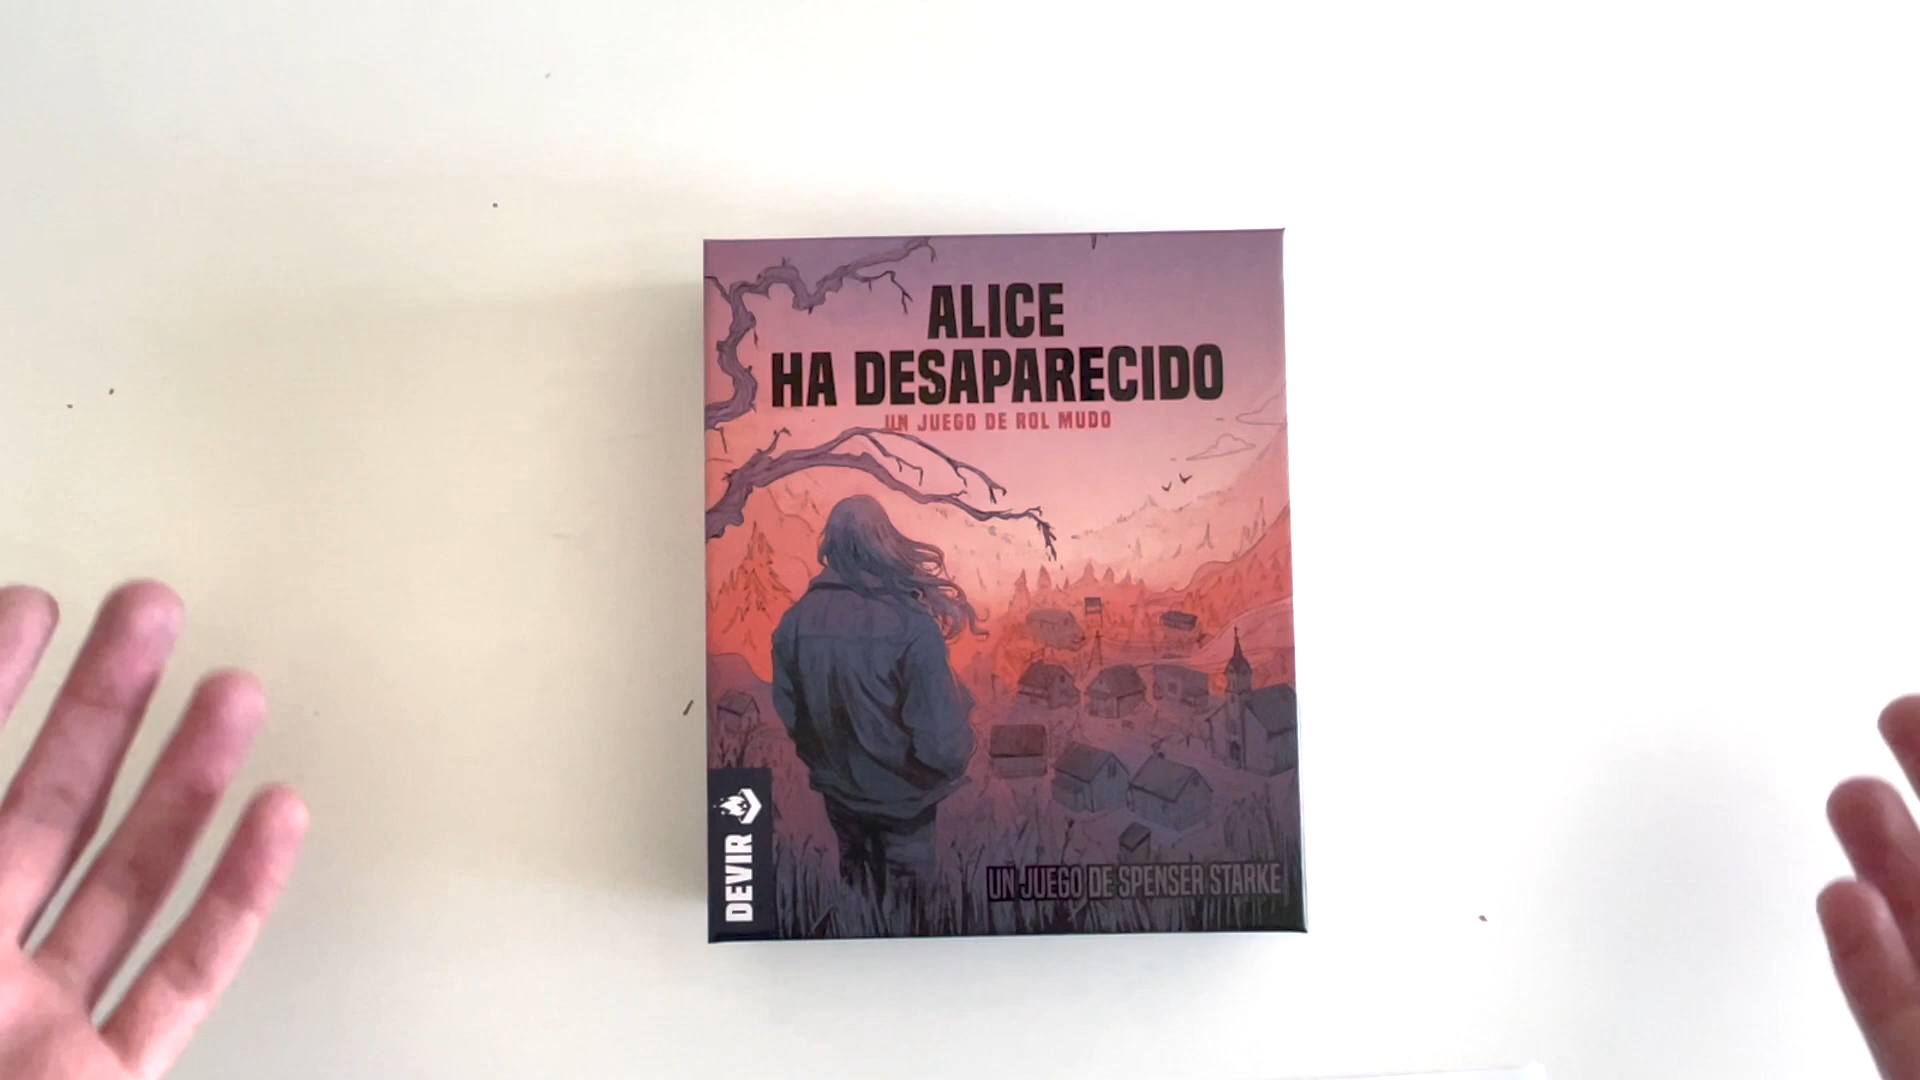 ALICE
HA DESAPARECIDO
UN JUEGO DE ROL MUDO
DEVIR
UN JUEGO DE SPENSER STARKE